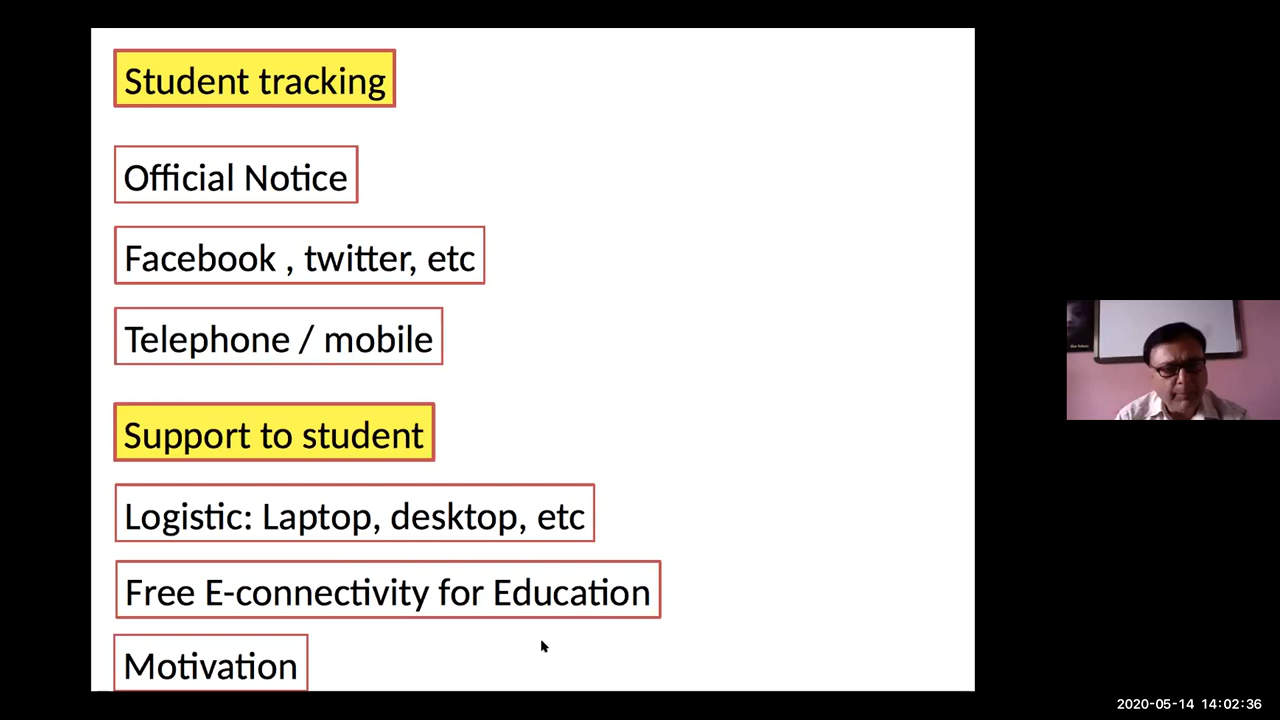 Student tracking
Official Notice
Facebook , twitter, etc
Telephone / mobile
Support to student
Logistic: Laptop, desktop, etc
Free E-connectivity for Education
Motivation
2020-05-14 14:02:36